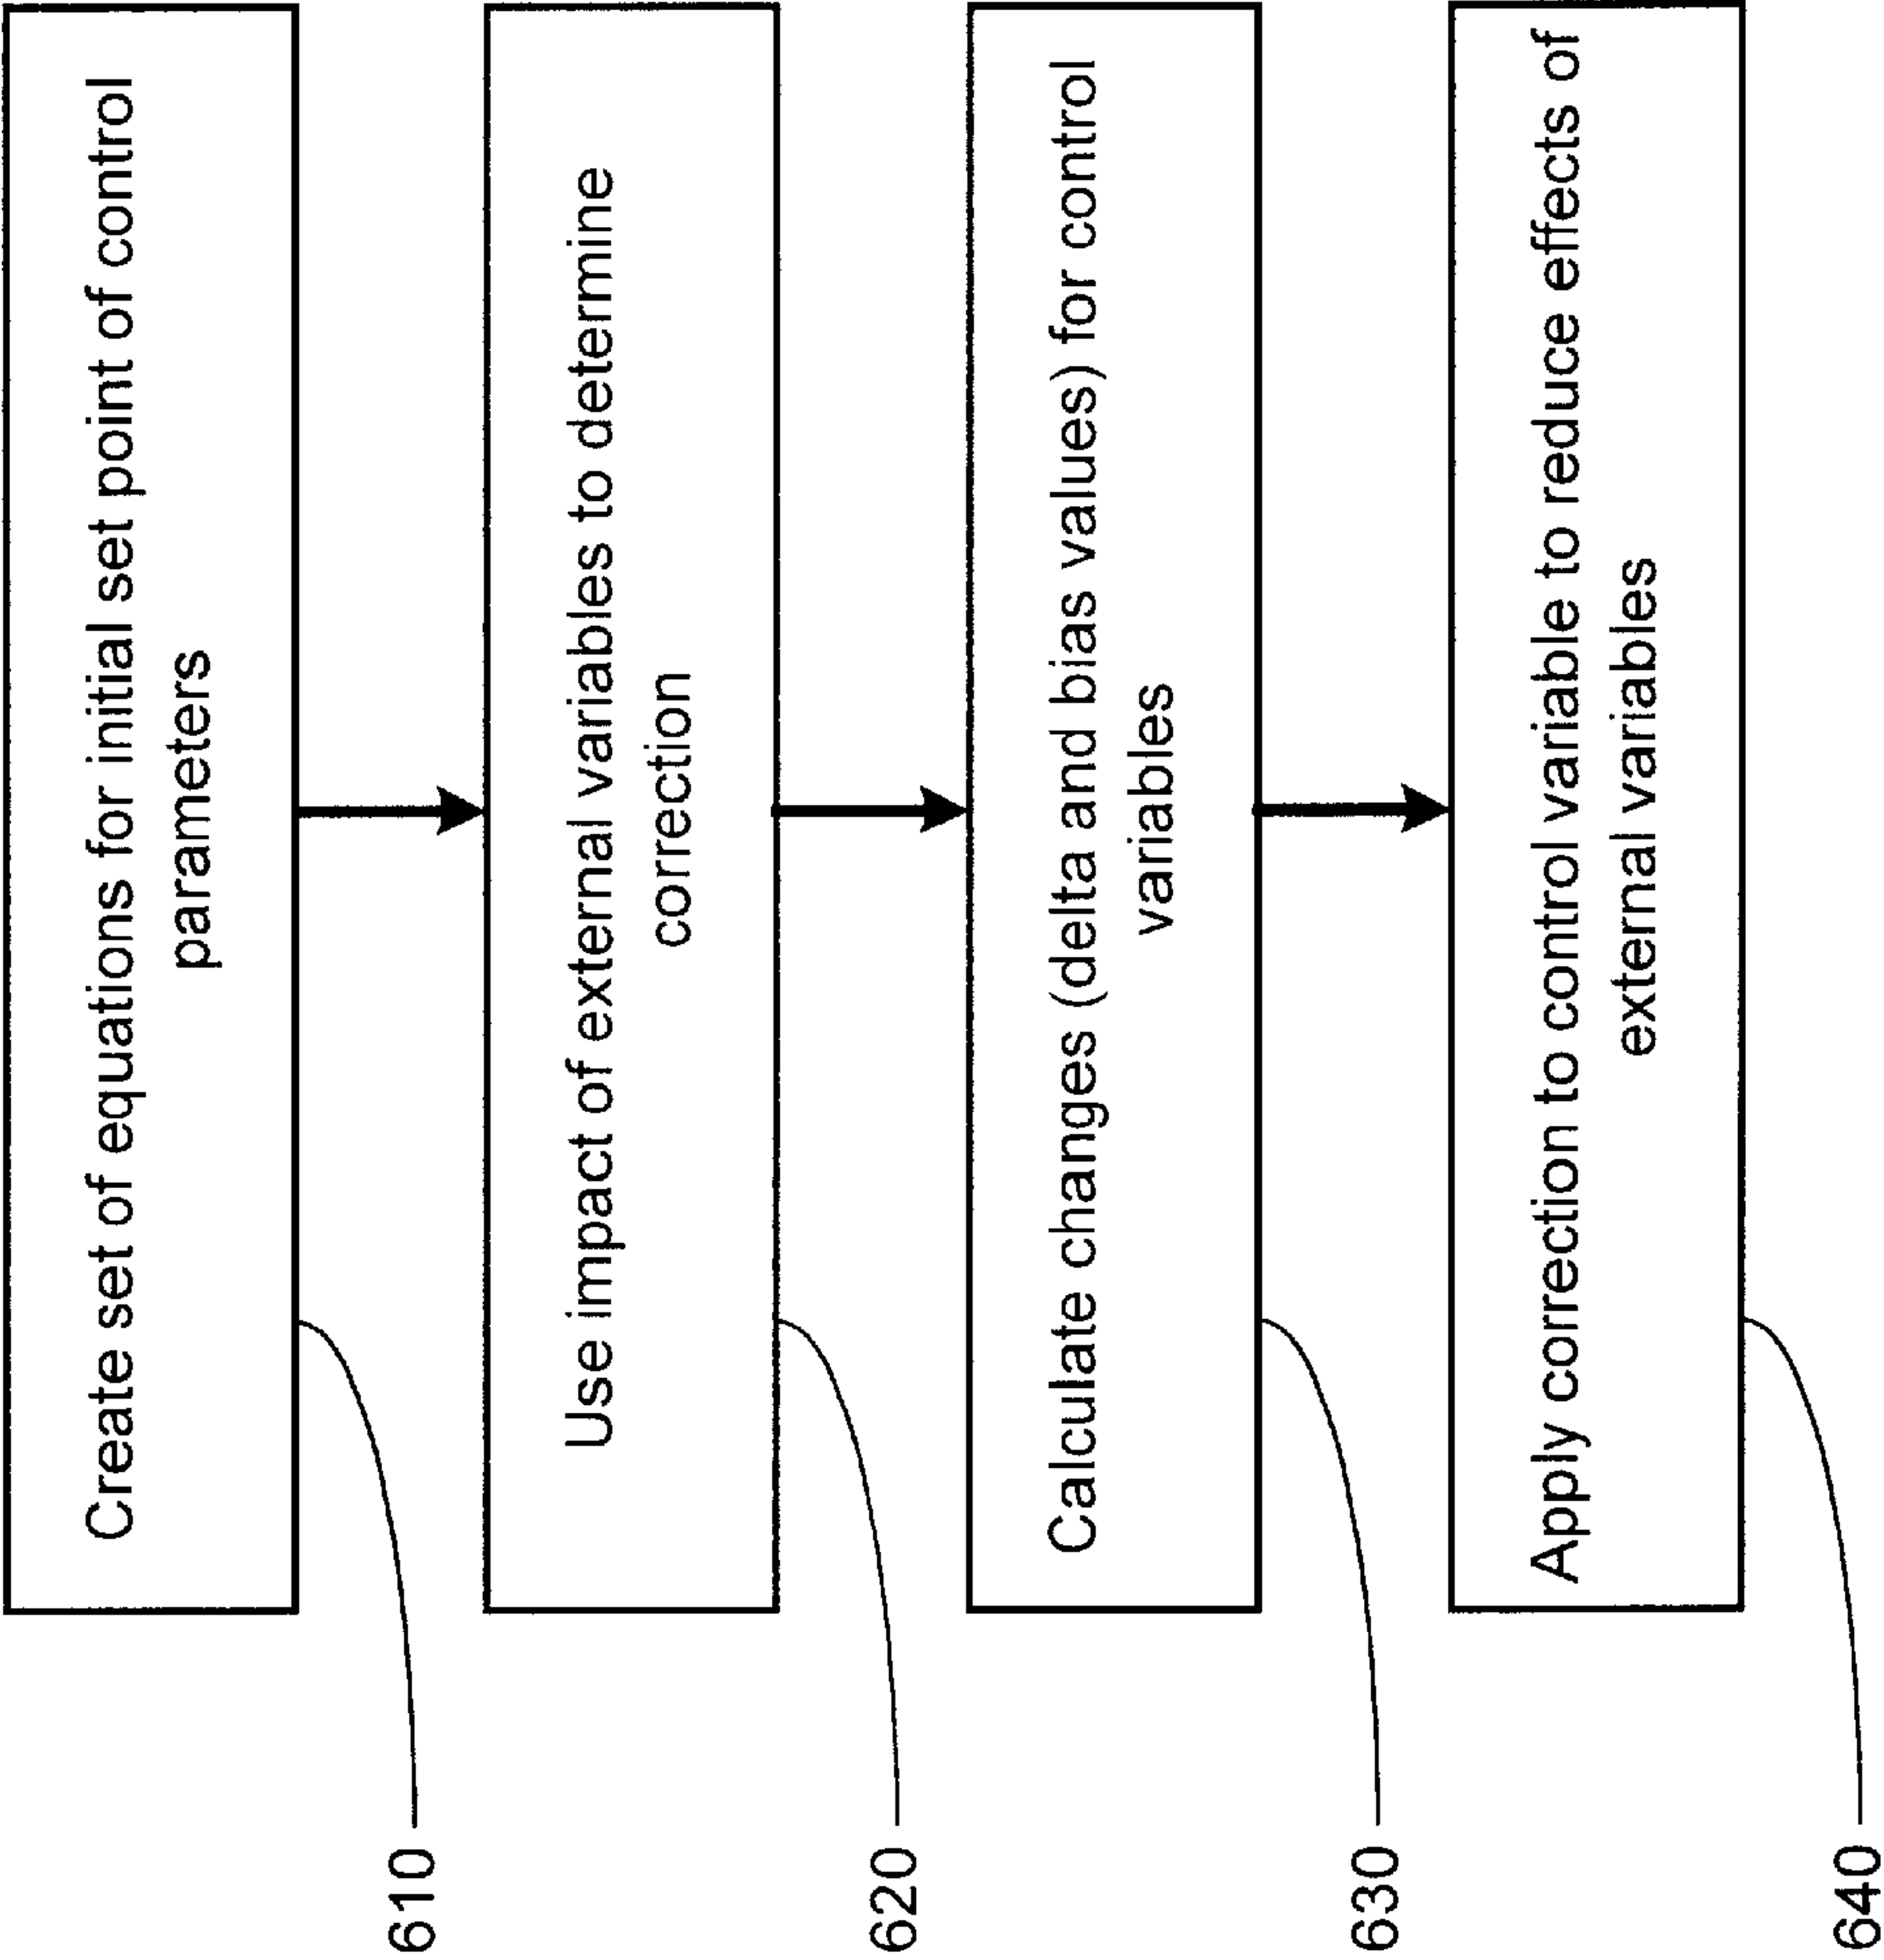 Create set of equations for initial set point of control
parameters
610
Use impact of external variables to determine
correction
620
Calculate changes (delta and bias values) for control
variables
630
Apply correction to control variable to reduce effects of
external variables
640